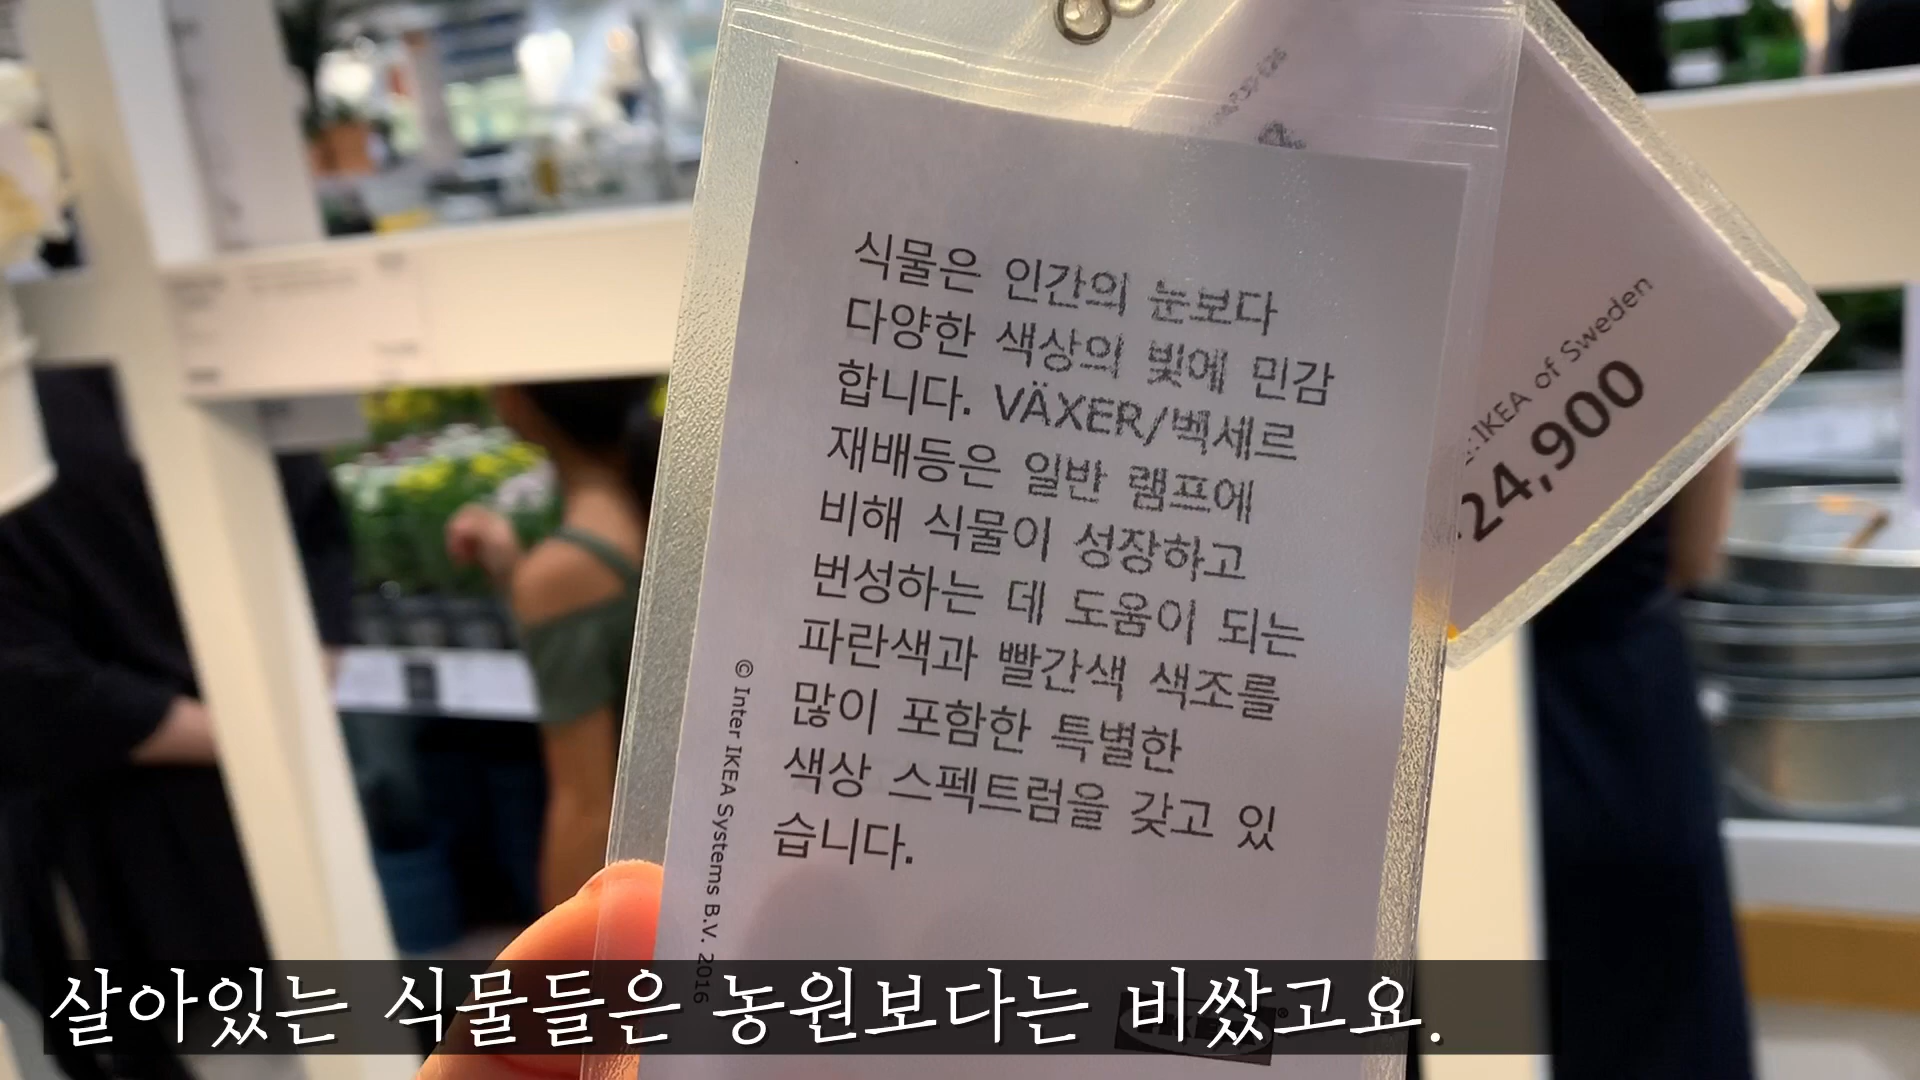 식물은 인간의 눈보다
다양한 색상의 빛에 민감
합니다. VÄXER/벡세르
재배등은 일반 램프에
비해 식물이 성장하고
번성하는 데 도움이 되는
파란색과 빨간색 색조를
많이 포함한 특별한
색상 스펙트럼을 갖고 있
습니다.
© Inter IKEA Systems B.V. 2016
IKEA of Sweden
24,900
살아있는 식물들은 농원보다는 비쌌고요.